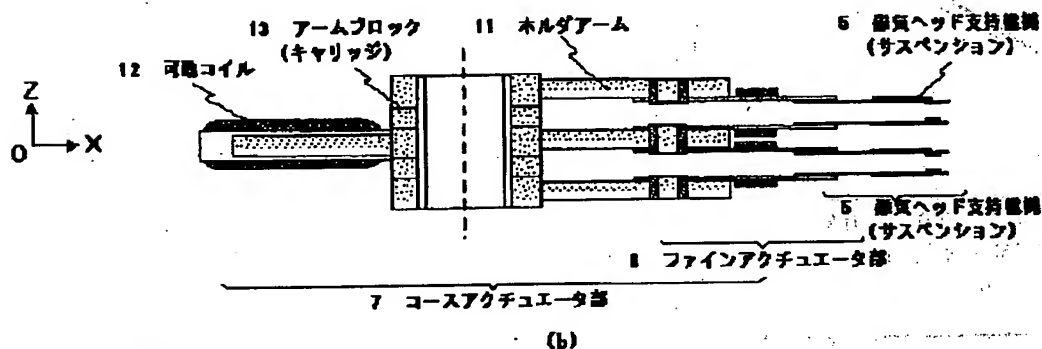 13 アームブロック
(キャリッジ)
11 ホルダアーム
5 磁気ヘッド支持機構
(サスペンション)
12 可動コイル
Z
O
X
5 磁気ヘッド支持機構
(サスペンション)
ファインアクチュエータ部
7 コースアクチュエータ部
(b)